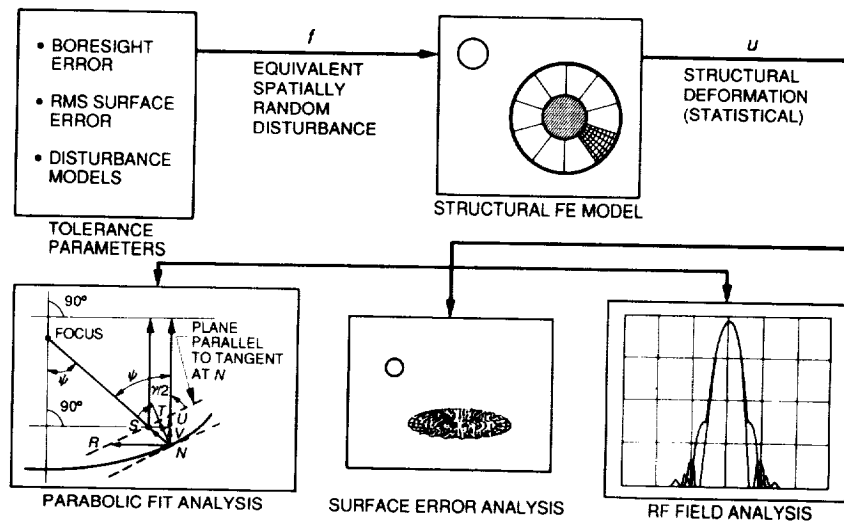 • BORESIGHT
ERROR
• RMS SURFACE
ERROR
• DISTURBANCE
MODELS
TOLERANCE
PARAMETERS
f
EQUIVALENT
SPATIALLY
RANDOM
DISTURBANCE
STRUCTURAL FE MODEL
u
STRUCTURAL
DEFORMATION
(STATISTICAL)
90°
FOCUS
PLANE
PARALLEL
TO TANGENT
AT N
ψ
ψ
γ/2
90°
T
U
S
V
R
N
PARABOLIC FIT ANALYSIS
SURFACE ERROR ANALYSIS
RF FIELD ANALYSIS